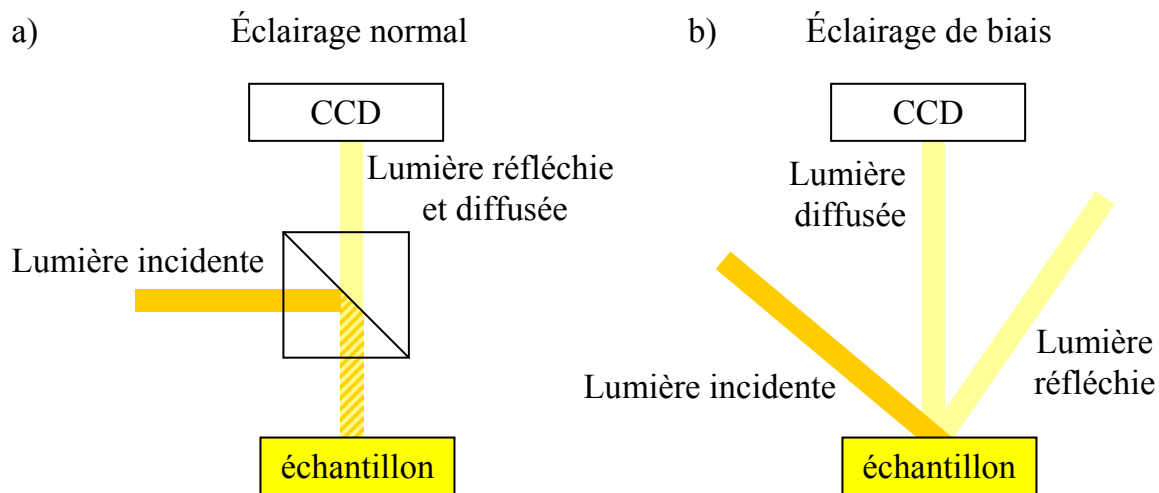 a) Éclairage normal
CCD
Lumière réfléchie
et diffusée
Lumière incidente
échantillon
b) Éclairage de biais
CCD
Lumière
diffusée
Lumière incidente
Lumière
réfléchie
échantillon